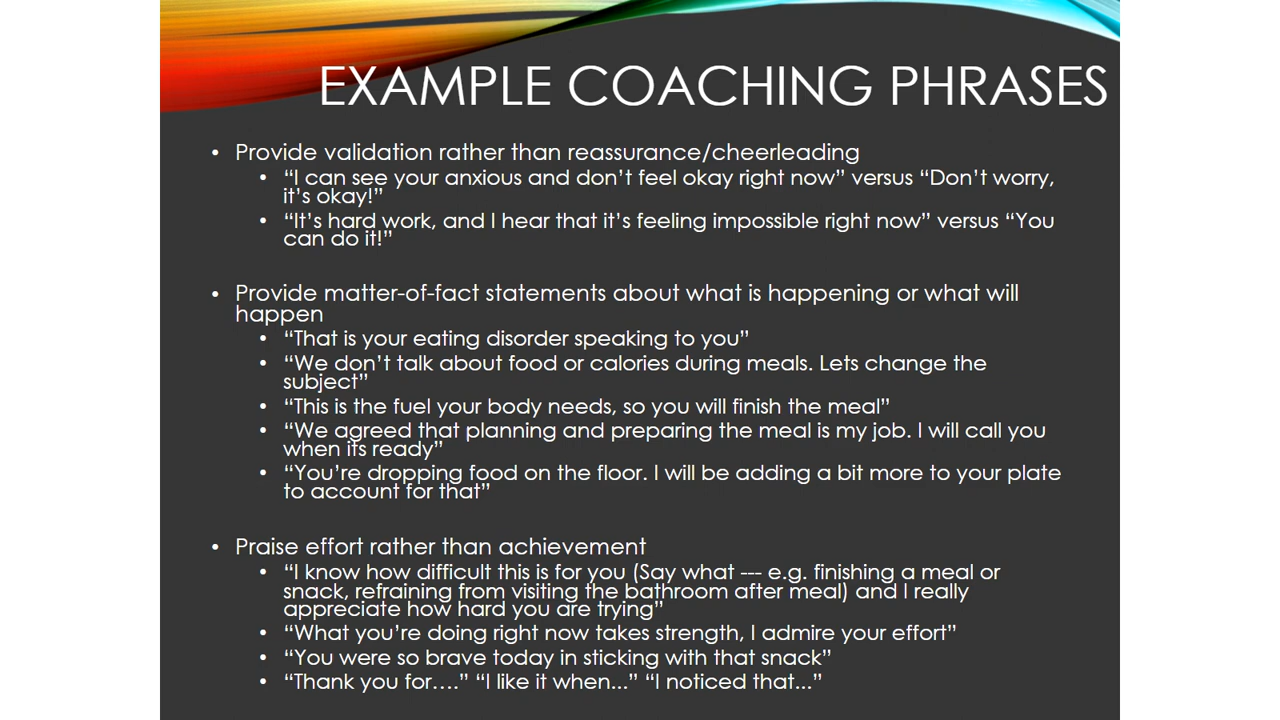 EXAMPLE COACHING PHRASES
• Provide validation rather than reassurance/cheerleading
• “I can see your anxious and don’t feel okay right now” versus “Don’t worry,
it’s okay!”
• “It’s hard work, and I hear that it’s feeling impossible right now” versus “You
can do it!”
• Provide matter-of-fact statements about what is happening or what will
happen
• “That is your eating disorder speaking to you”
• “We don’t talk about food or calories during meals. Lets change the
subject”
• “This is the fuel your body needs, so you will finish the meal”
• “We agreed that planning and preparing the meal is my job. I will call you
when its ready”
• “You’re dropping food on the floor. I will be adding a bit more to your plate
to account for that”
• Praise effort rather than achievement
• “I know how difficult this is for you (Say what --- e.g. finishing a meal or
snack, refraining from visiting the bathroom after meal) and I really
appreciate how hard you are trying”
• “What you’re doing right now takes strength, I admire your effort”
• “You were so brave today in sticking with that snack”
• “Thank you for….” “I like it when...” “I noticed that...”